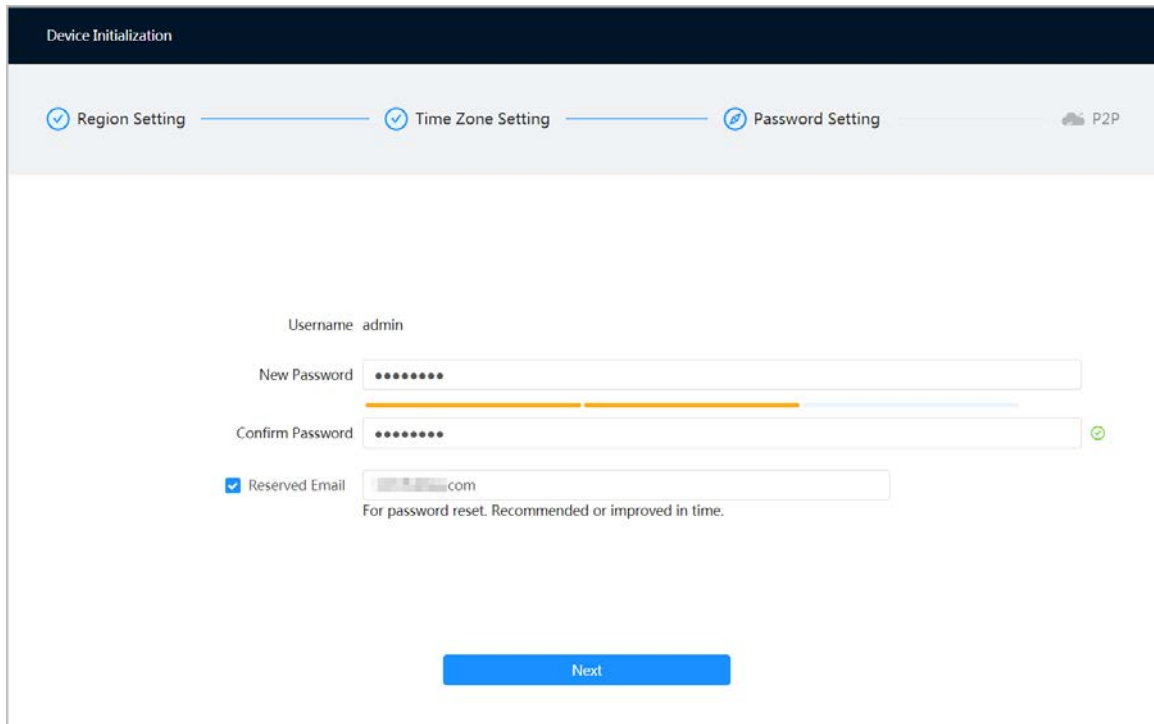 Device Initialization
Region Setting Time Zone Setting Password Setting P2P
Username admin
New Password ••••••••
Confirm Password ••••••••
Reserved Email com
For password reset. Recommended or improved in time.
Next